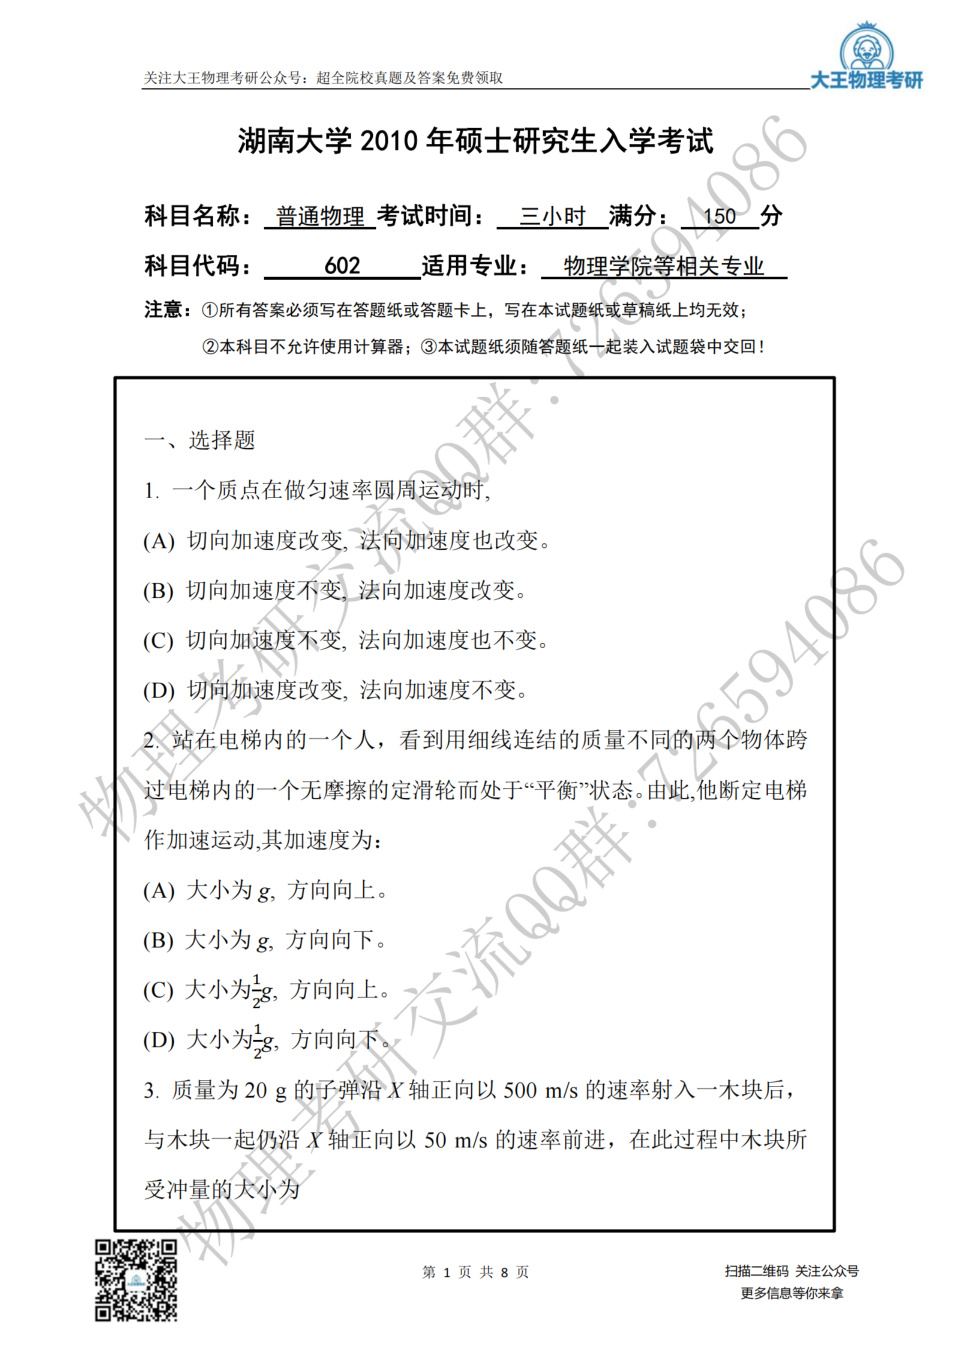 关注大王物理考研公众号：超全院校真题及答案免费领取
大王物理考研
湖南大学 2010 年硕士研究生入学考试
科目名称： 普通物理 考试时间： 三小时 满分： 150 分
科目代码： 602 适用专业： 物理学院等相关专业
注意：①所有答案必须写在答题纸或答题卡上，写在本试题纸或草稿纸上均无效；
②本科目不允许使用计算器；③本试题纸须随答题纸一起装入试题袋中交回！
一、选择题
1. 一个质点在做匀速率圆周运动时,
(A) 切向加速度改变, 法向加速度也改变。
(B) 切向加速度不变, 法向加速度改变。
(C) 切向加速度不变, 法向加速度也不变。
(D) 切向加速度改变, 法向加速度不变。
2. 站在电梯内的一个人，看到用细线连结的质量不同的两个物体跨
过电梯内的一个无摩擦的定滑轮而处于“平衡”状态。由此,他断定电梯
作加速运动,其加速度为：
(A) 大小为 g, 方向向上。
(B) 大小为 g, 方向向下。
(C) 大小为½g, 方向向上。
(D) 大小为½g, 方向向下。
3. 质量为 20 g 的子弹沿 X 轴正向以 500 m/s 的速率射入一木块后，
与木块一起仍沿 X 轴正向以 50 m/s 的速率前进，在此过程中木块所
受冲量的大小为
物理考研交流QQ群：726594086
物理考研交流QQ群：726594086
第 1 页 共 8 页
扫描二维码 关注公众号
更多信息等你来拿